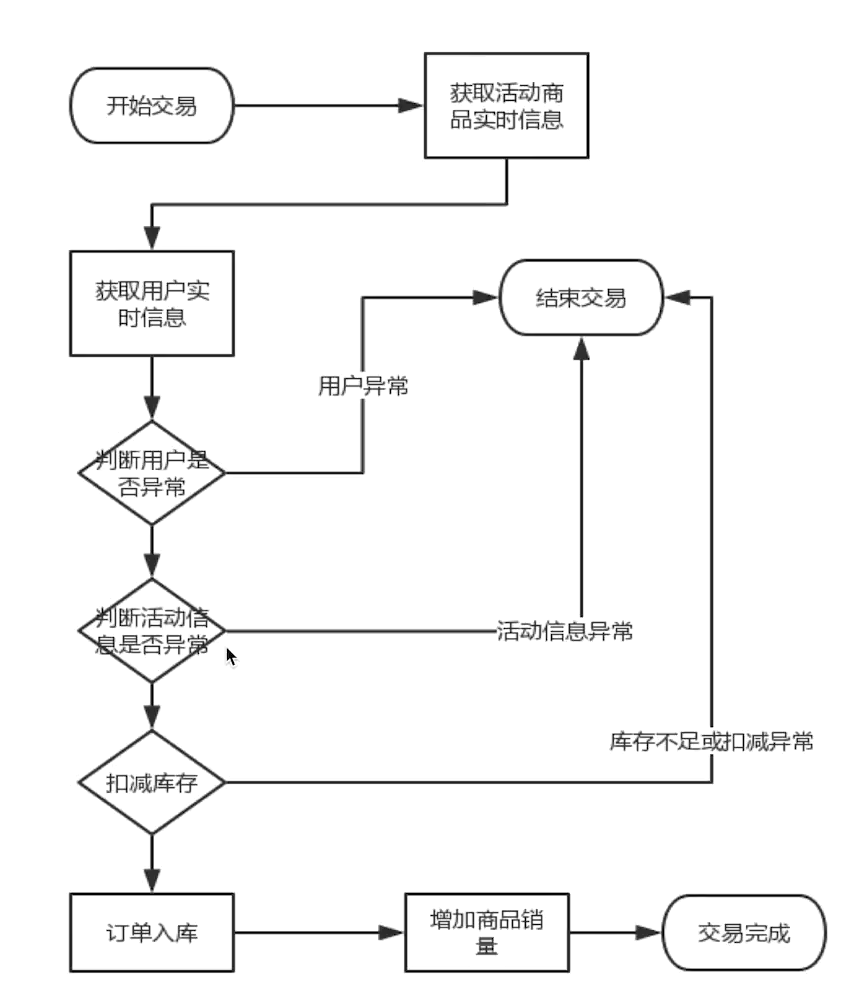 开始交易
获取活动商
品实时信息
获取用户实
时信息
结束交易
用户异常
判断用户是
否异常
判断活动信
息是否异常
活动信息异常
库存不足或扣减异常
扣减库存
订单入库
增加商品销
量
交易完成